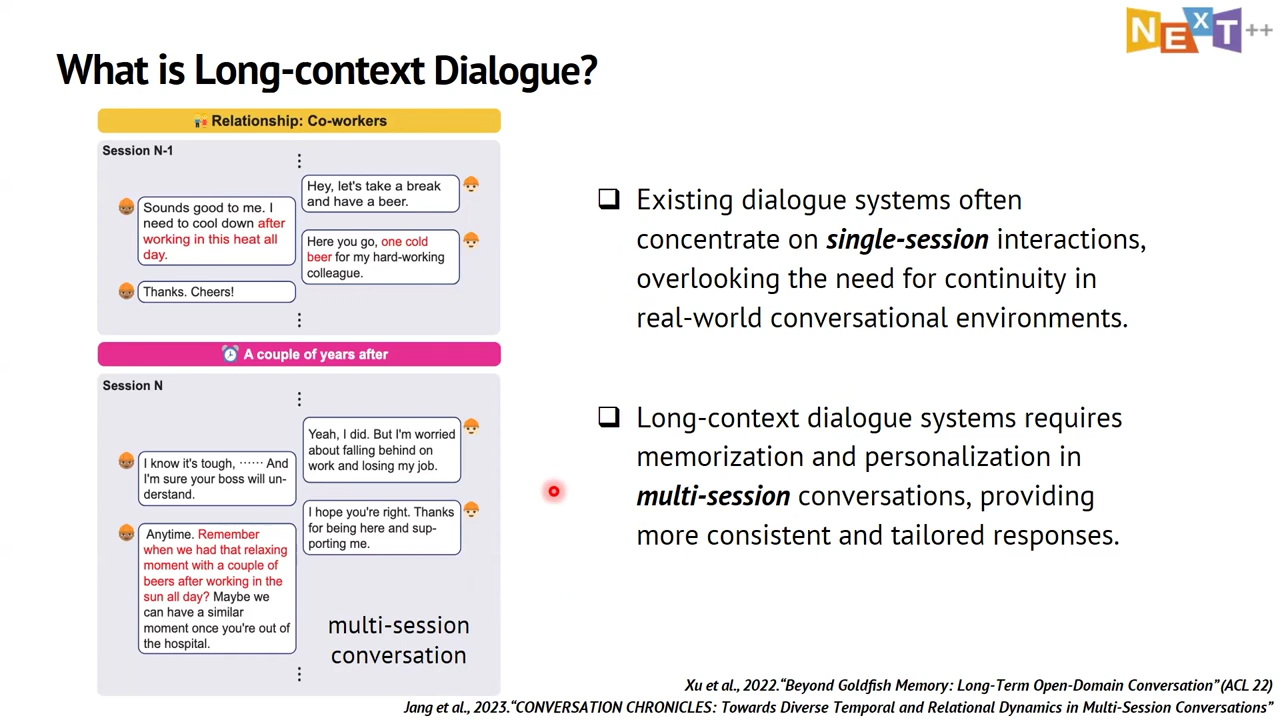 NExT++
What is Long-context Dialogue?
Relationship: Co-workers
Session N-1
Hey, let's take a break
and have a beer.
Sounds good to me. I
need to cool down after
working in this heat all
day.
Here you go, one cold
beer for my hard-working
colleague.
Thanks. Cheers!
A couple of years after
Session N
Yeah, I did. But I'm worried
about falling behind on
work and losing my job.
I know it's tough, ⋯⋯ And
I'm sure your boss will un-
derstand.
I hope you're right. Thanks
for being here and sup-
porting me.
Anytime. Remember
when we had that relaxing
moment with a couple of
beers after working in the
sun all day? Maybe we
can have a similar
moment once you're out of
the hospital.
multi-session
conversation
Existing dialogue systems often
concentrate on single-session interactions,
overlooking the need for continuity in
real-world conversational environments.
Long-context dialogue systems requires
memorization and personalization in
multi-session conversations, providing
more consistent and tailored responses.
Xu et al., 2022.“Beyond Goldfish Memory: Long-Term Open-Domain Conversation”(ACL 22)
Jang et al., 2023.“CONVERSATION CHRONICLES: Towards Diverse Temporal and Relational Dynamics in Multi-Session Conversations”